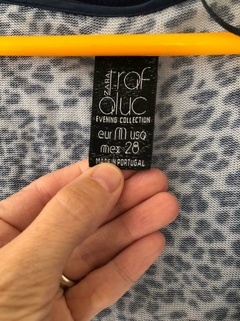 ZARA
traf
aluc
EVENING COLLECTION
eur M usa
mex 28
MADE IN PORTUGAL